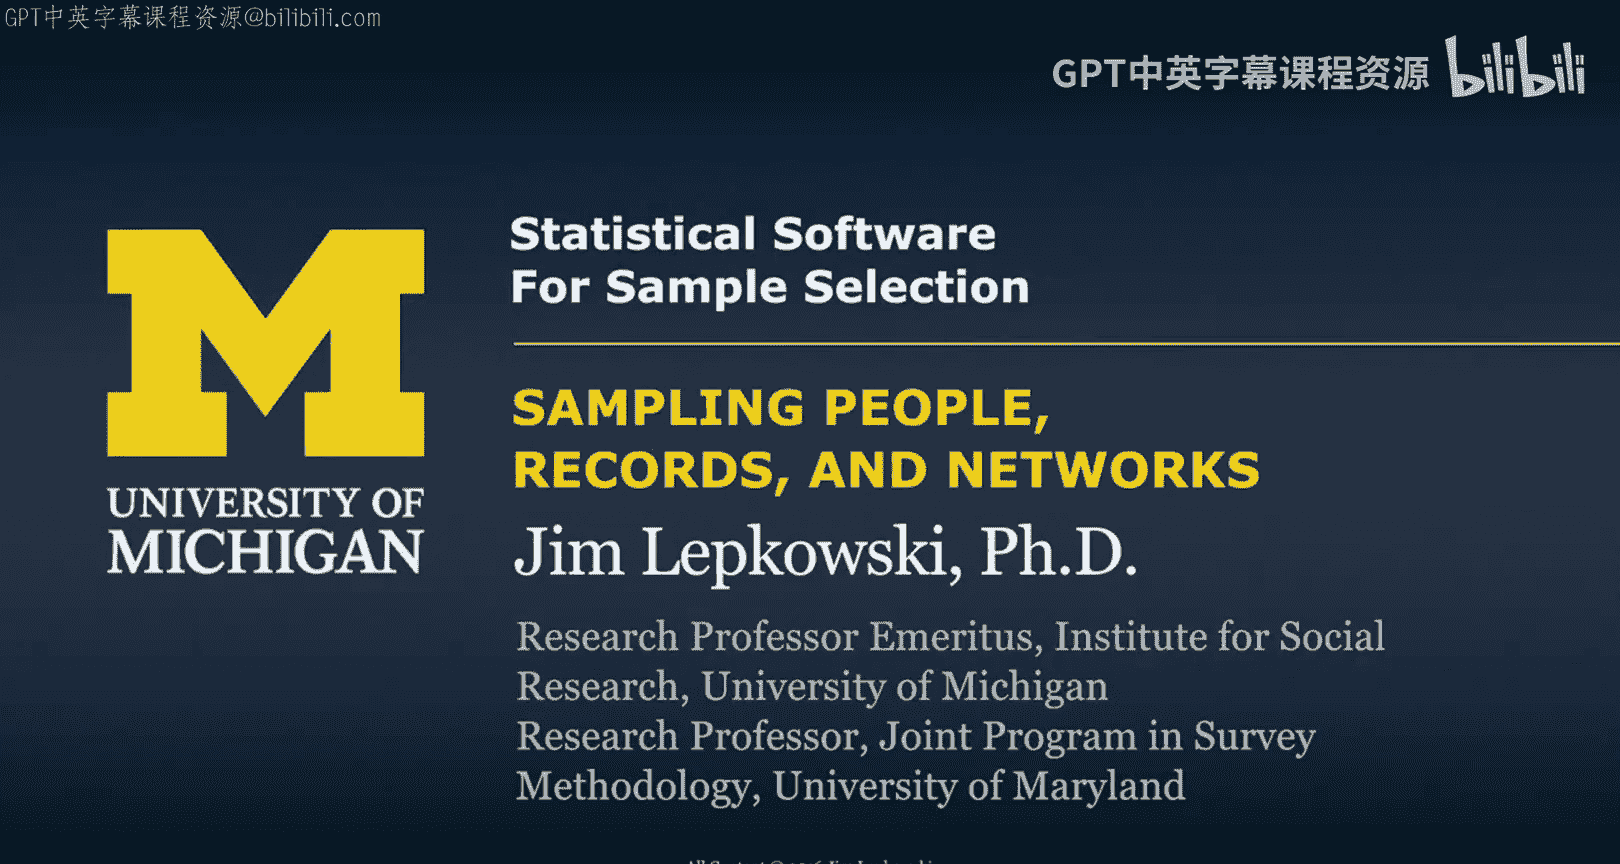 GPT中英字幕课程资源@bilibili.com
GPT中英字幕课程资源 bilibili
Statistical Software
For Sample Selection
SAMPLING PEOPLE,
RECORDS, AND NETWORKS
Jim Lepkowski, Ph.D.
Research Professor Emeritus, Institute for Social
Research, University of Michigan
Research Professor, Joint Program in Survey
Methodology, University of Maryland
M
UNIVERSITY OF
MICHIGAN